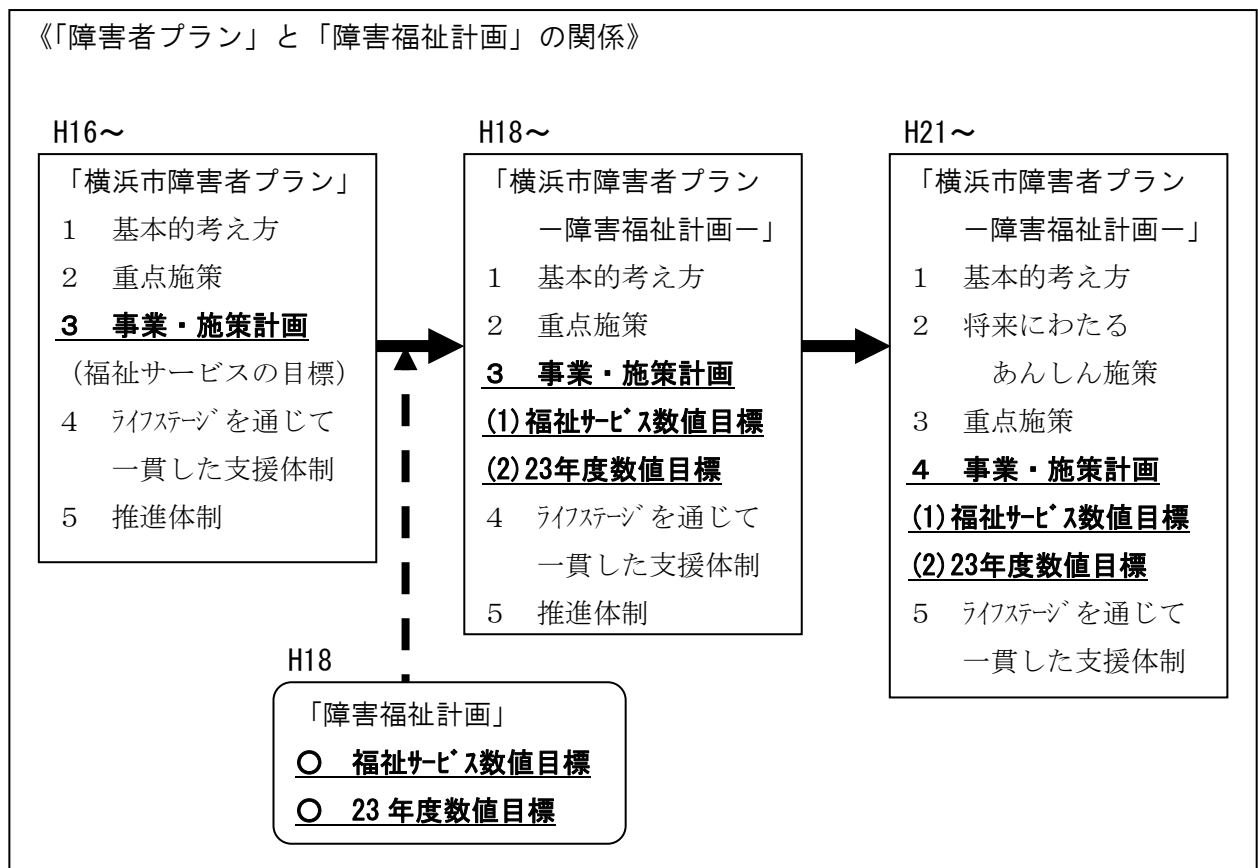 《「障害者プラン」と「障害福祉計画」の関係》
H16～
「横浜市障害者プラン」
１　基本的考え方
２　重点施策
３　事業・施策計画
（福祉サービスの目標）
４　ﾗｲﾌｽﾃｰｼﾞを通じて
一貫した支援体制
５　推進体制
H18～
「横浜市障害者プラン
－障害福祉計画－」
１　基本的考え方
２　重点施策
３　事業・施策計画
(1)福祉ｻｰﾋﾞｽ数値目標
(2)23年度数値目標
４　ﾗｲﾌｽﾃｰｼﾞを通じて
一貫した支援体制
５　推進体制
H21～
「横浜市障害者プラン
－障害福祉計画－」
１　基本的考え方
２　将来にわたる
あんしん施策
３　重点施策
４　事業・施策計画
(1)福祉ｻｰﾋﾞｽ数値目標
(2)23年度数値目標
５　ﾗｲﾌｽﾃｰｼﾞを通じて
一貫した支援体制
H18
「障害福祉計画」
○　福祉ｻｰﾋﾞｽ数値目標
○　23 年度数値目標